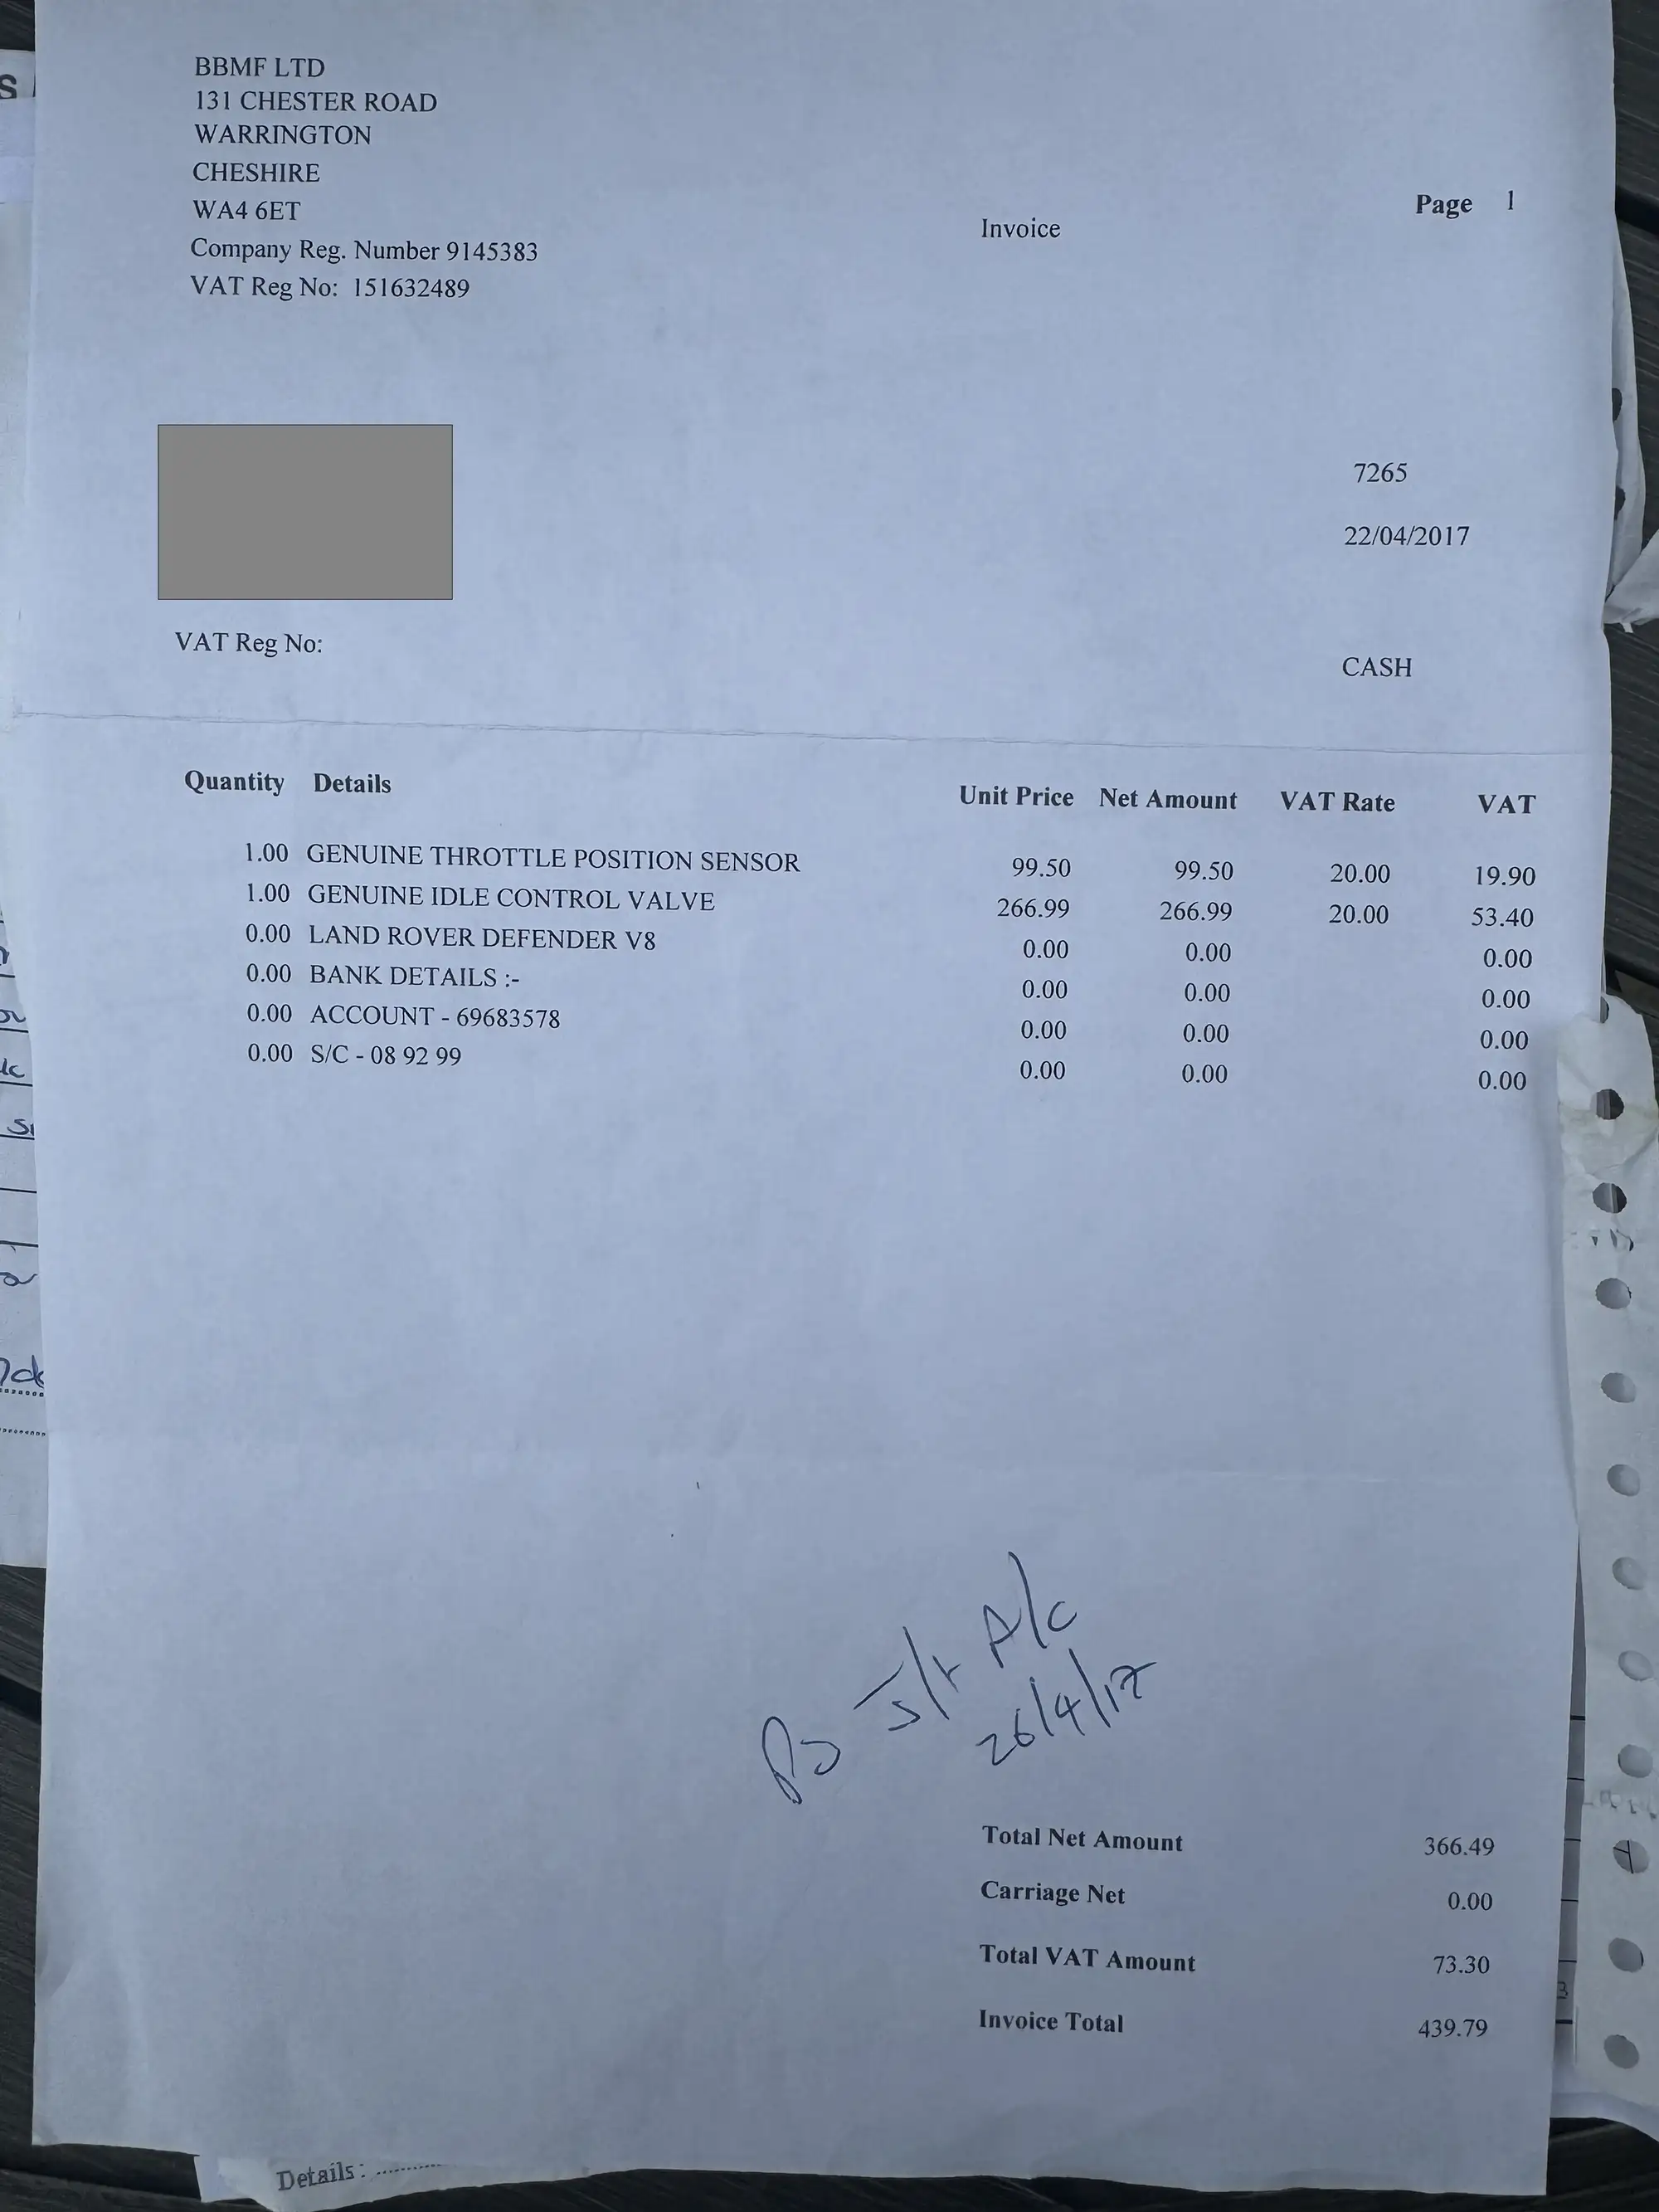 BBMF LTD
131 CHESTER ROAD
WARRINGTON
CHESHIRE
WA4 6ET
Company Reg. Number 9145383
VAT Reg No: 151632489
Invoice
Page 1
7265
22/04/2017
VAT Reg No:
CASH
Quantity Details Unit Price Net Amount VAT Rate VAT
1.00 GENUINE THROTTLE POSITION SENSOR 99.50 99.50 20.00 19.90
1.00 GENUINE IDLE CONTROL VALVE 266.99 266.99 20.00 53.40
0.00 LAND ROVER DEFENDER V8 0.00 0.00 0.00
0.00 BANK DETAILS :- 0.00 0.00 0.00
0.00 ACCOUNT - 69683578 0.00 0.00 0.00
0.00 S/C - 08 92 99 0.00 0.00 0.00
A/c
26/4/17
Total Net Amount 366.49
Carriage Net 0.00
Total VAT Amount 73.30
Invoice Total 439.79
Details: